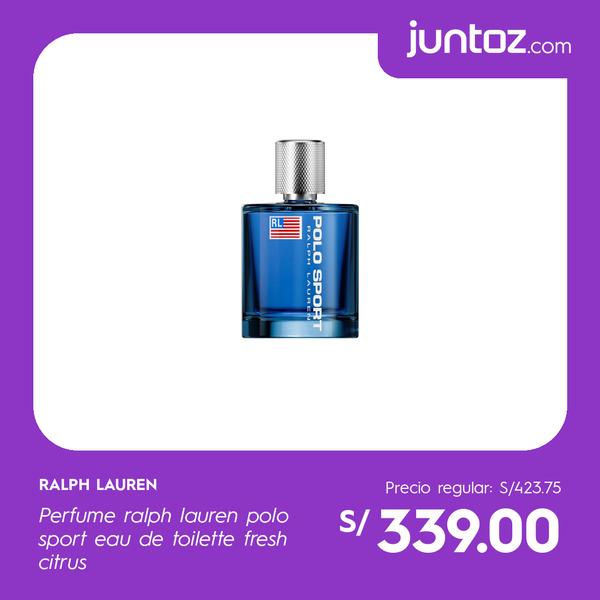 juntoz.com
RL
POLO SPORT
RALPH LAUREN
RALPH LAUREN
Perfume ralph lauren polo
sport eau de toilette fresh
citrus
Precio regular: S/423.75
S/ 339.00